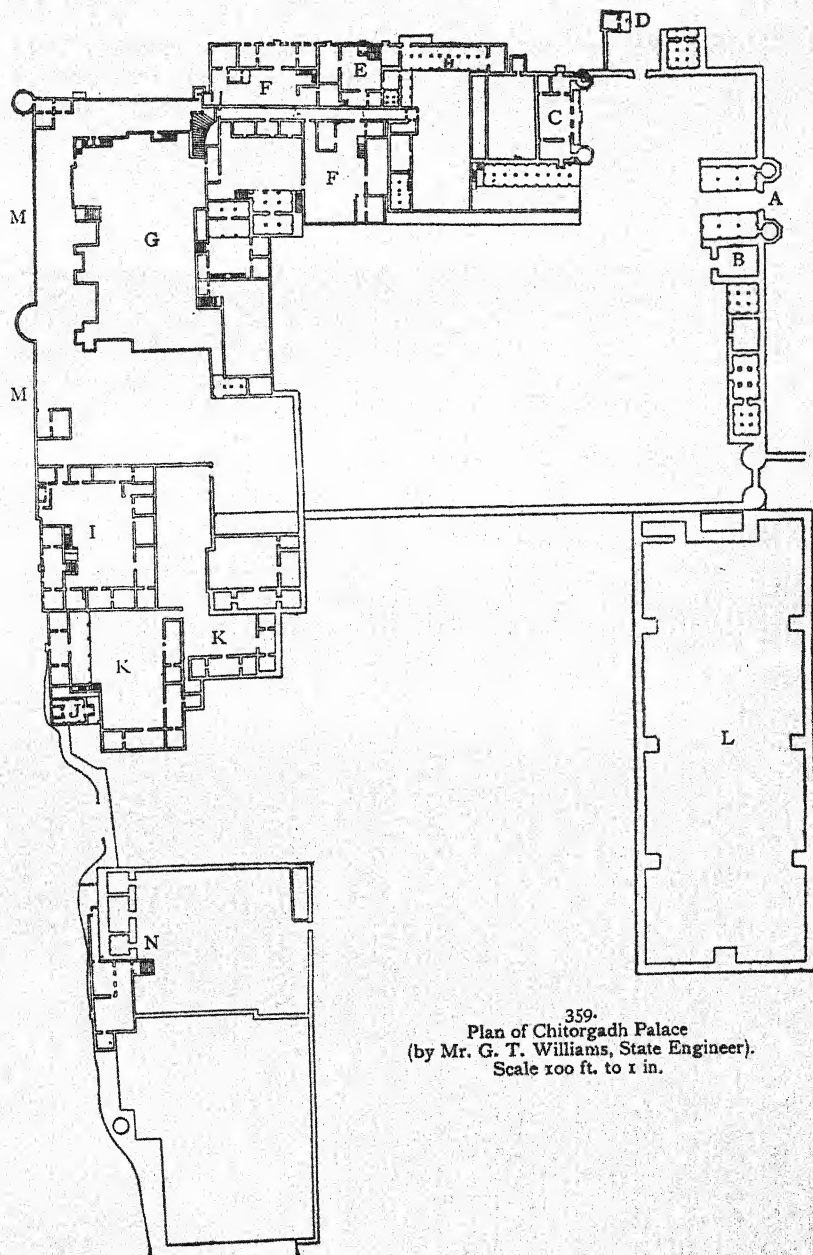 D
E
F
H
C
F
A
M
G
B
M
I
K
K
J
L
N
359.
Plan of Chitorgadh Palace
(by Mr. G. T. Williams, State Engineer).
Scale 100 ft. to 1 in.